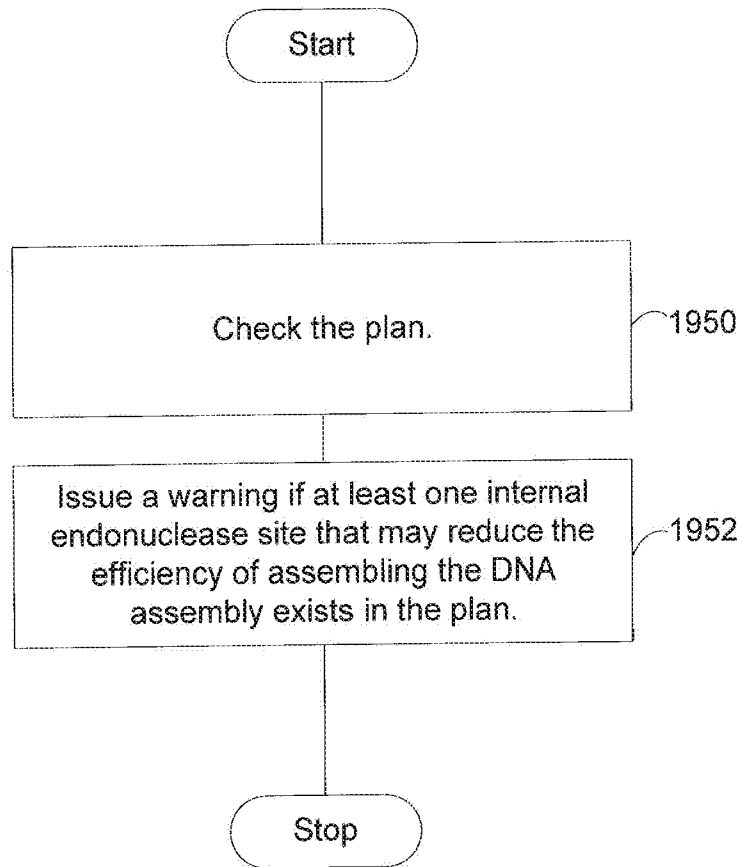 Start
Check the plan.
1950
Issue a warning if at least one internal
endonuclease site that may reduce the
efficiency of assembling the DNA
assembly exists in the plan.
1952
Stop